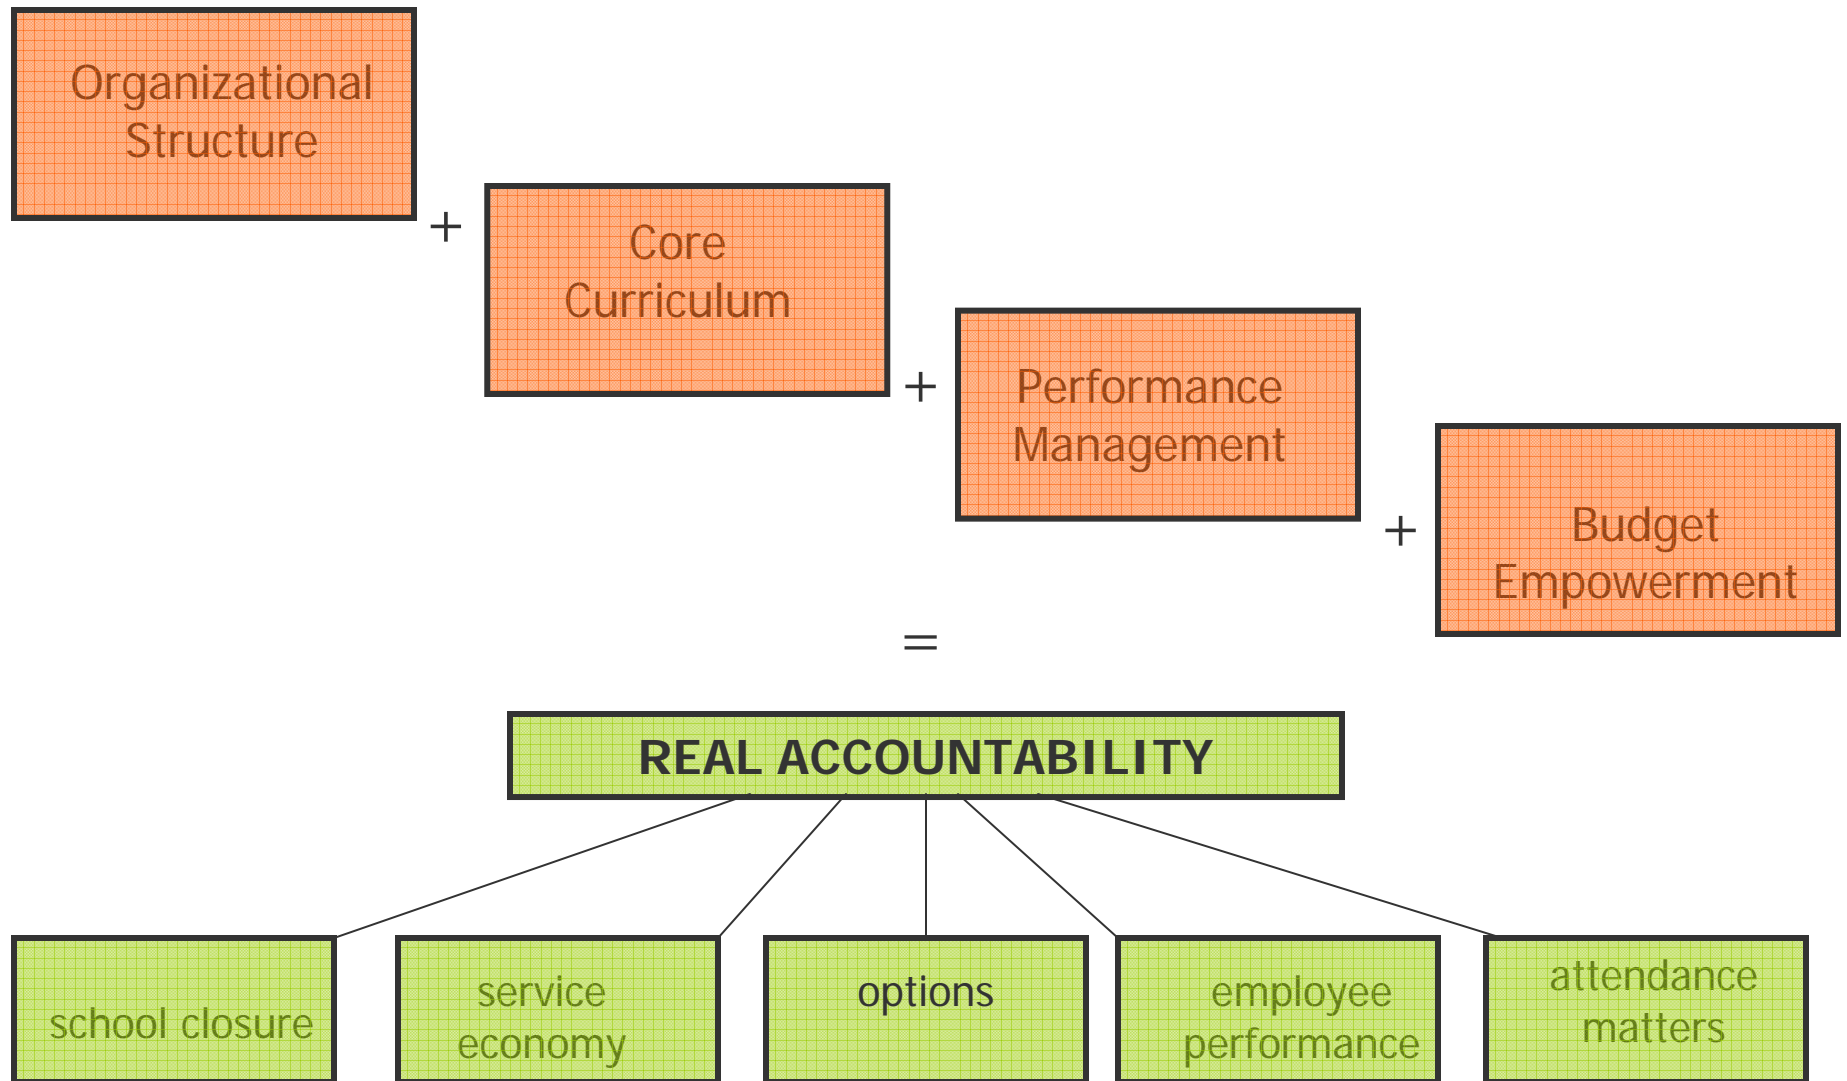 Organizational
Structure
+
Core
Curriculum
+
Performance
Management
+
Budget
Empowerment
=
REAL ACCOUNTABILITY
school closure
service
economy
options
employee
performance
attendance
matters